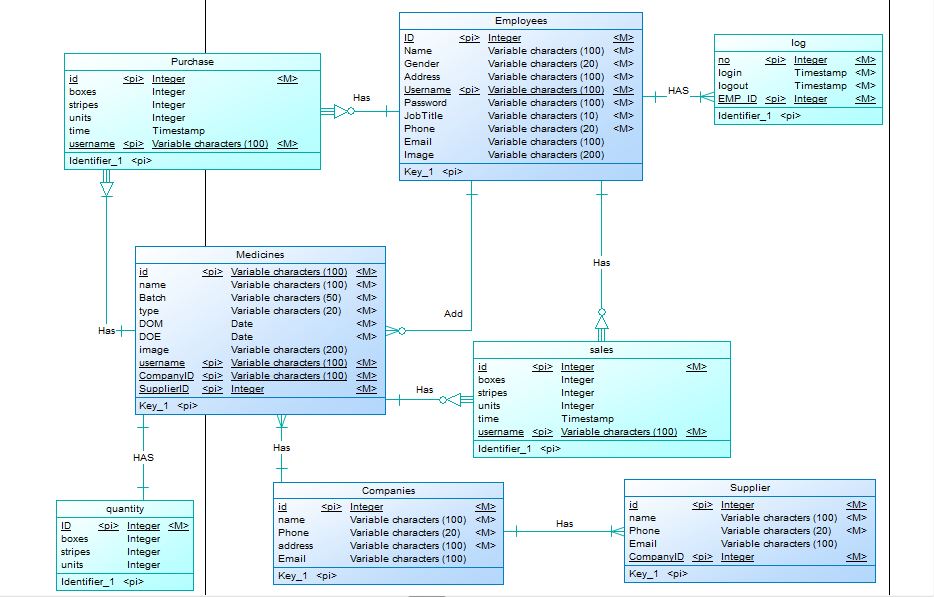 Employees
ID <pi> Integer <M>
Name Variable characters (100) <M>
Gender Variable characters (20) <M>
Address Variable characters (100) <M>
Username <pi> Variable characters (100) <M>
Password Variable characters (100) <M>
JobTitle Variable characters (10) <M>
Phone Variable characters (20) <M>
Email Variable characters (100)
Image Variable characters (200)
Key_1 <pi>
log
no <pi> Integer <M>
login Timestamp <M>
logout Timestamp <M>
EMP_ID <pi> Integer <M>
Identifier_1 <pi>
HAS
Purchase
id <pi> Integer <M>
boxes Integer
stripes Integer
units Integer
time Timestamp
username <pi> Variable characters (100) <M>
Identifier_1 <pi>
Has
Medicines
id <pi> Variable characters (100) <M>
name Variable characters (100) <M>
Batch Variable characters (50) <M>
type Variable characters (20) <M>
DOM Date <M>
DOE Date <M>
image Variable characters (200)
username <pi> Variable characters (100) <M>
CompanyID <pi> Variable characters (100) <M>
SupplierID <pi> Integer <M>
Key_1 <pi>
Has
Add
Has
sales
id <pi> Integer <M>
boxes Integer
stripes Integer
units Integer
time Timestamp
username <pi> Variable characters (100) <M>
Identifier_1 <pi>
Has
HAS
Has
quantity
ID <pi> Integer <M>
boxes Integer
stripes Integer
units Integer
Identifier_1 <pi>
Companies
id <pi> Integer <M>
name Variable characters (100) <M>
Phone Variable characters (20) <M>
address Variable characters (100) <M>
Email Variable characters (100)
Key_1 <pi>
Has
Supplier
id <pi> Integer <M>
name Variable characters (100) <M>
Phone Variable characters (20) <M>
Email Variable characters (100)
CompanyID <pi> Integer <M>
Key_1 <pi>